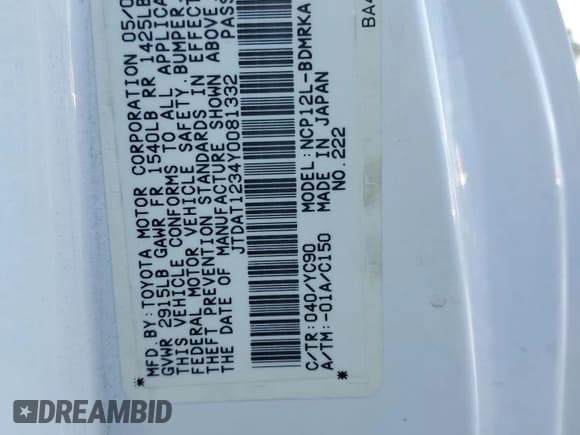 MFD.BY:TOYOTA MOTOR CORPORATION 05/0
GVWR 2915LB GAWR FR 1540LB RR 1425LB
THIS VEHICLE CONFORMS TO ALL APPLICA
FEDERAL MOTOR VEHICLE SAFETY.BUMPER.
THEFT PREVENTION STANDARDS IN EFFECT
THE DATE OF MANUFACTURE SHOWN ABOVE.
JTDAT1234Y0081332 PASS
BA4
C/TR:040/YC90 MODEL:NCP12L-BDMRKA
A/TM:-01A/C150 MADE IN JAPAN
NO.222
DREAMBID